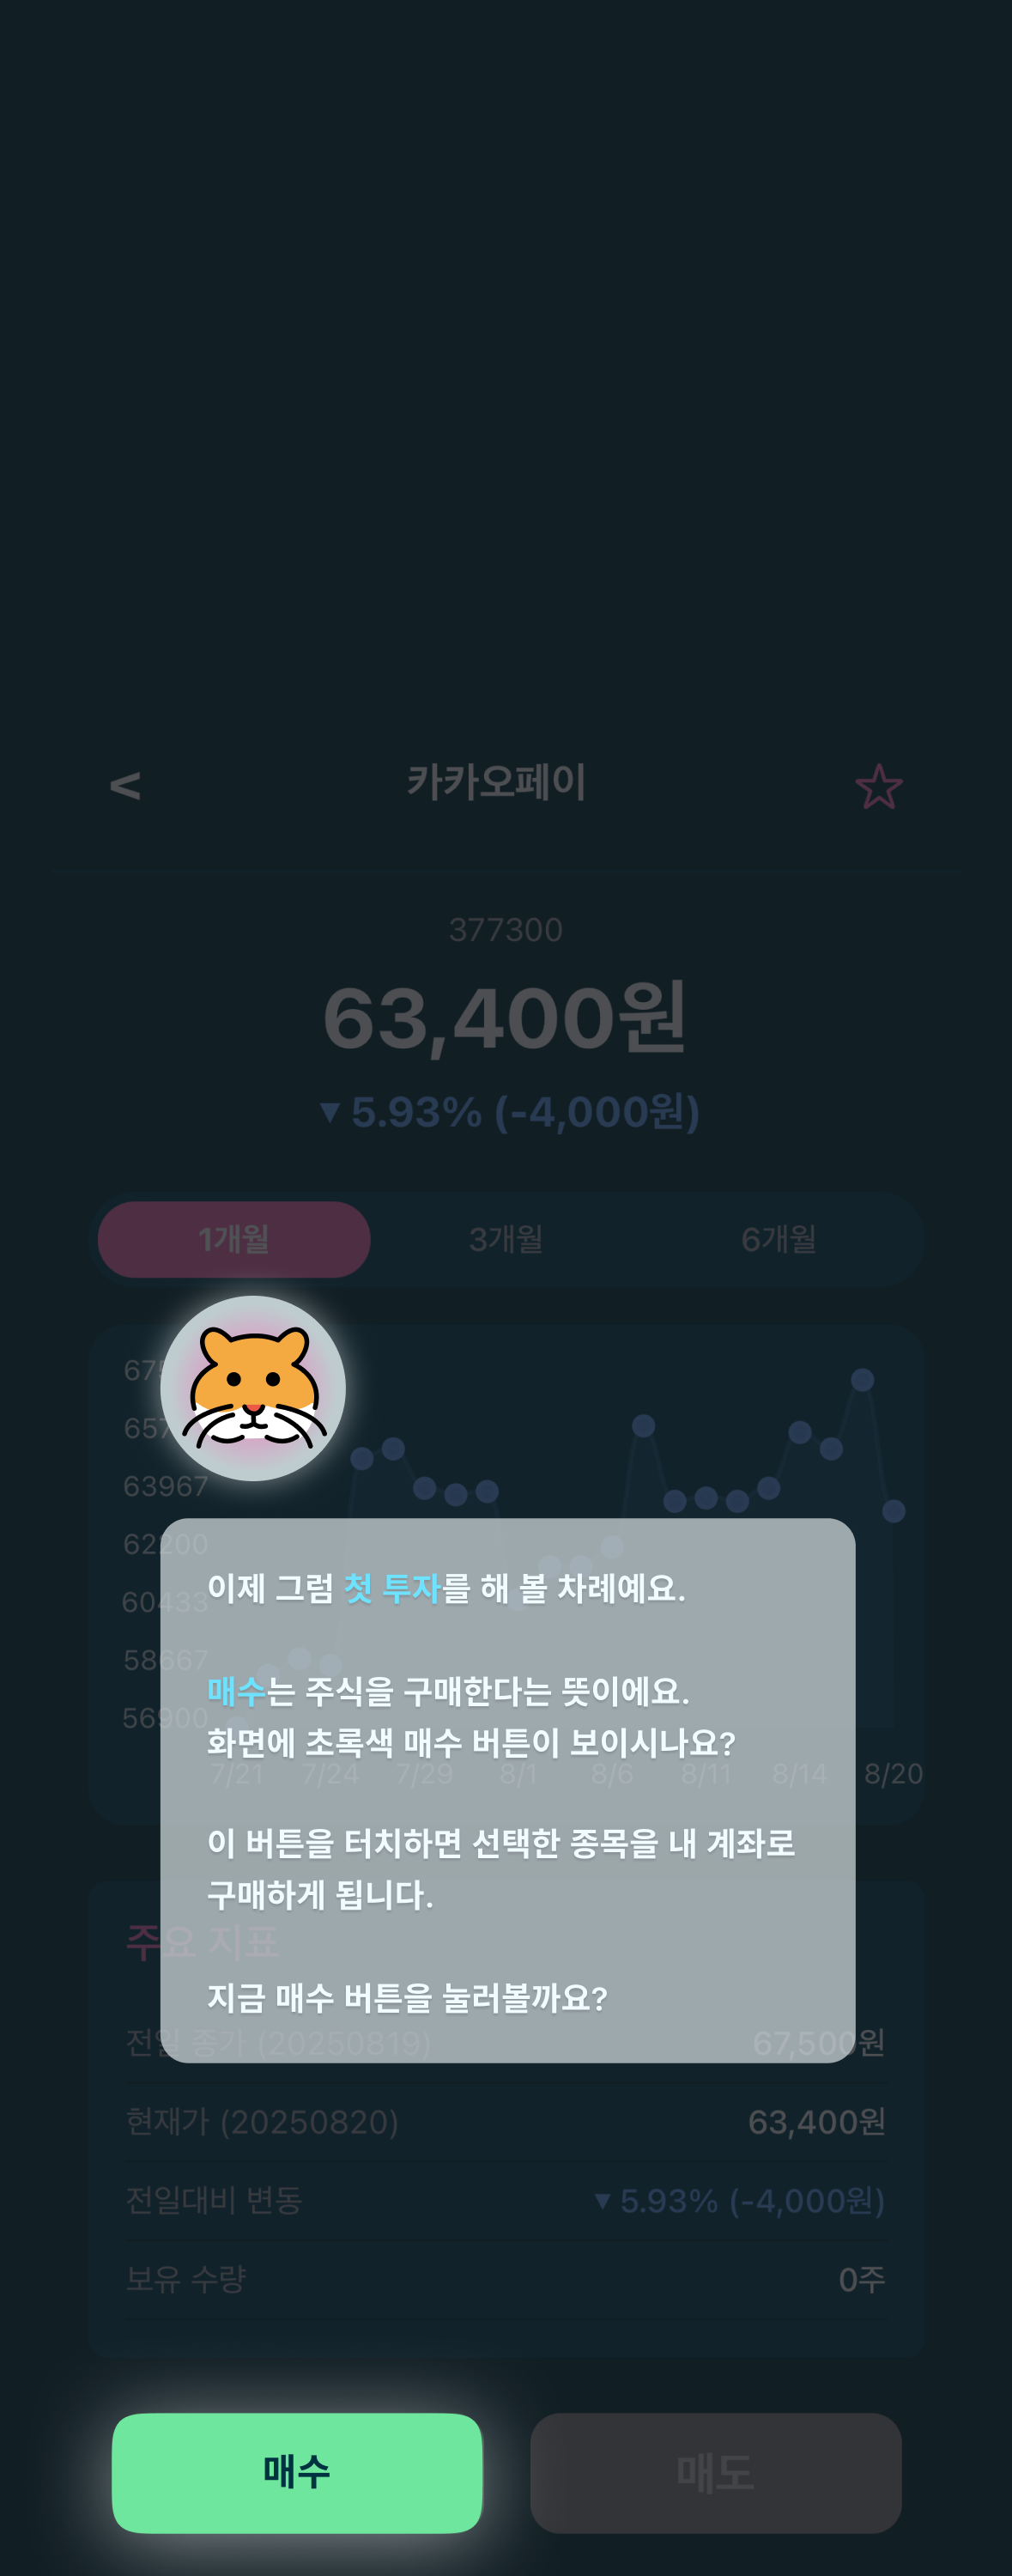 <
카카오페이
377300
63,400원
▼ 5.93% (-4,000원)
1개월 3개월 6개월
63967
62200
60433
58667
56900
7/21 7/24 7/29 8/1 8/6 8/11 8/14 8/20
이제 그럼 첫 투자를 해 볼 차례예요.
매수는 주식을 구매한다는 뜻이에요.
화면에 초록색 매수 버튼이 보이시나요?
이 버튼을 터치하면 선택한 종목을 내 계좌로
구매하게 됩니다.
지금 매수 버튼을 눌러볼까요?
주요 지표
전일 종가 (20250819) 67,500원
현재가 (20250820) 63,400원
전일대비 변동 ▼ 5.93% (-4,000원)
보유 수량 0주
매수 매도